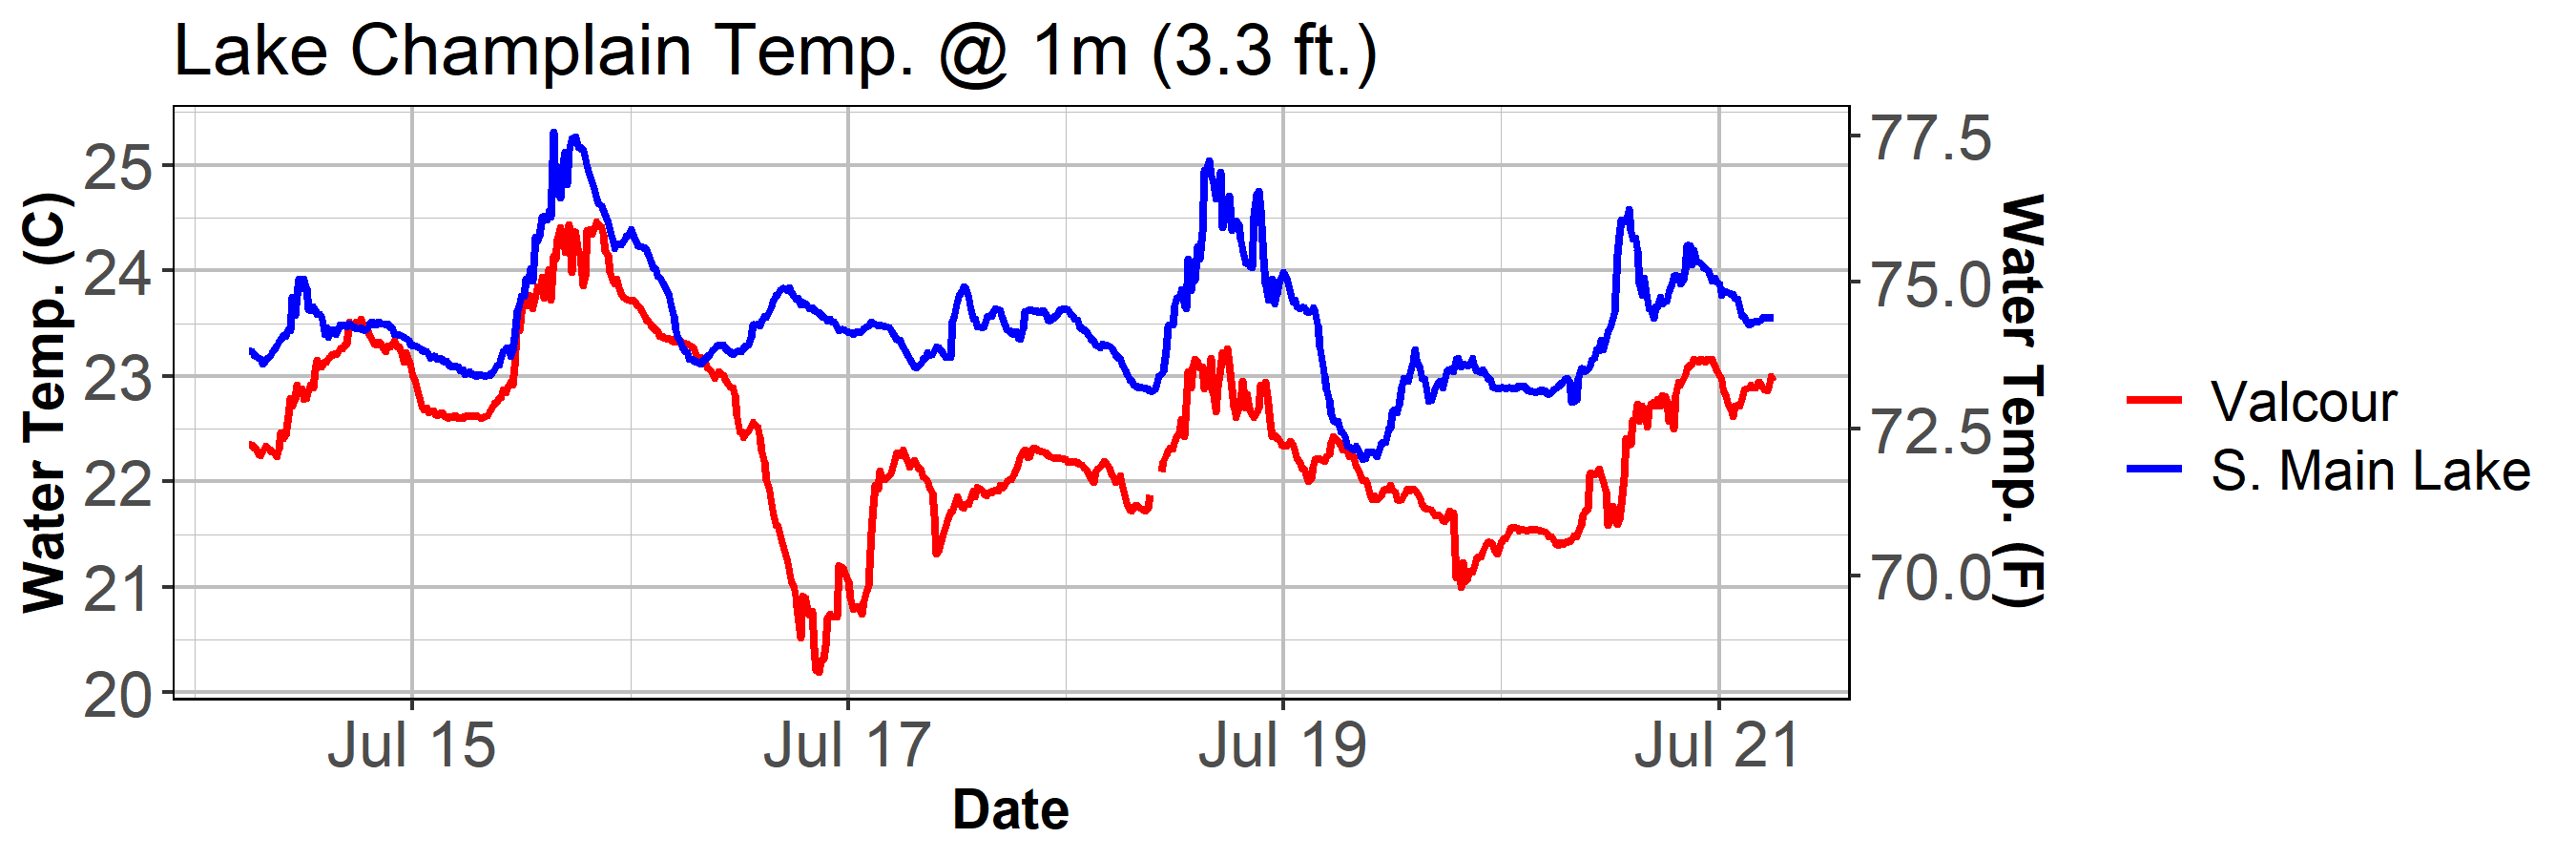 Lake Champlain Temp. @ 1m (3.3 ft.)
Water Temp. (C)
25
24
23
22
21
20
77.5
75.0
72.5
70.0
Water Temp. (F)
Jul 15
Jul 17
Jul 19
Jul 21
Date
Valcour
S. Main Lake